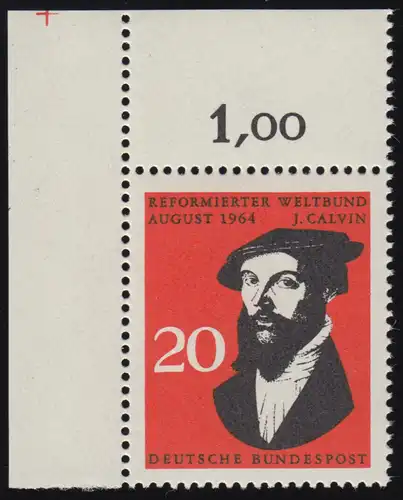 1,00
REFORMIERTER WELTBUND
AUGUST 1964 J. CALVIN
20
DEUTSCHE BUNDESPOST